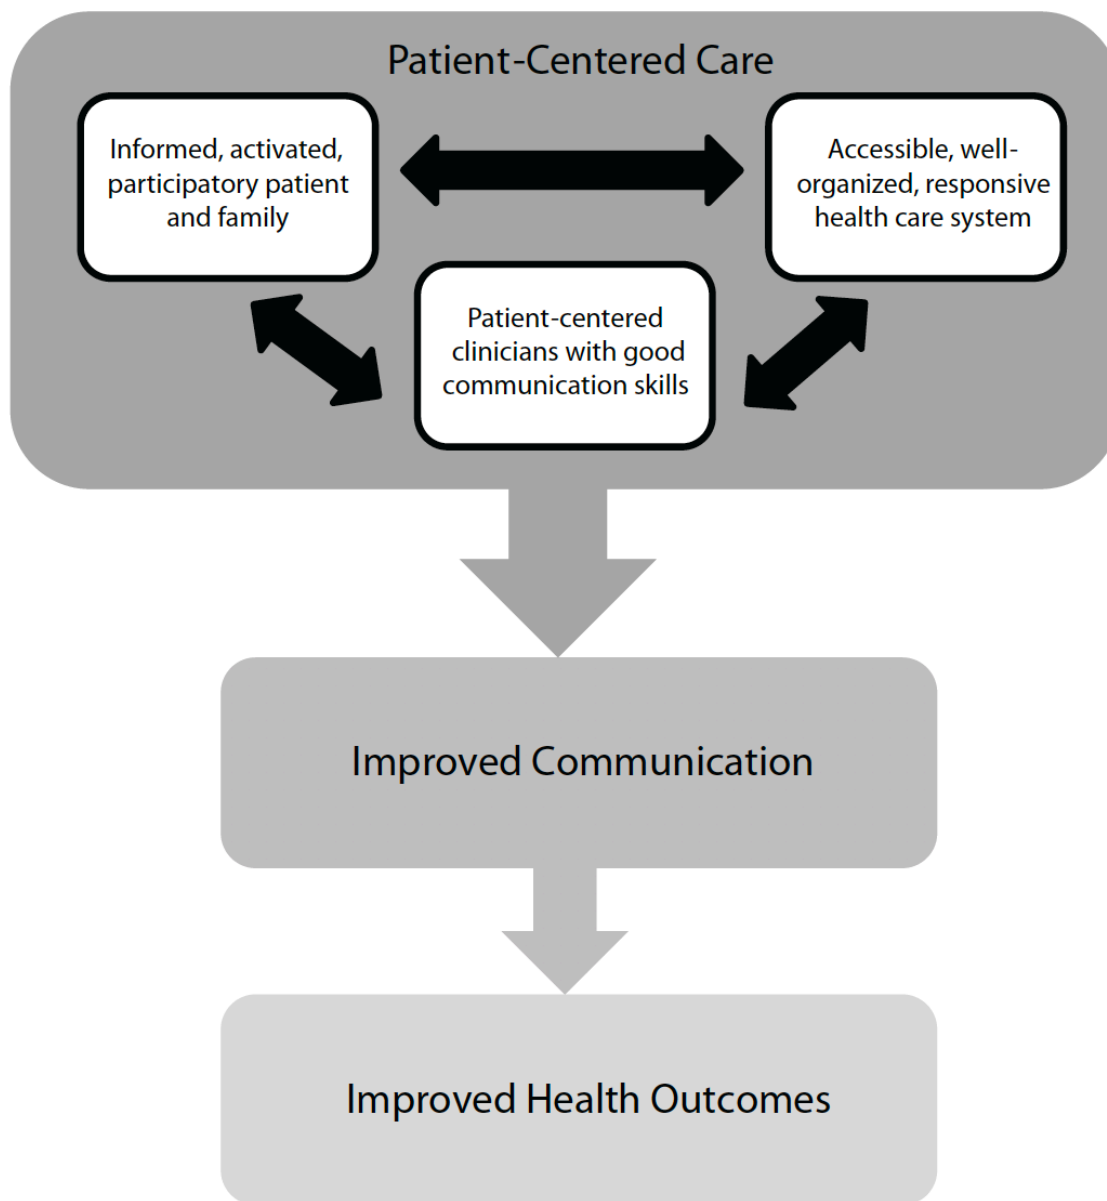 Patient-Centered Care
Informed, activated,
participatory patient
and family
Accessible, well-
organized, responsive
health care system
Patient-centered
clinicians with good
communication skills
Improved Communication
Improved Health Outcomes